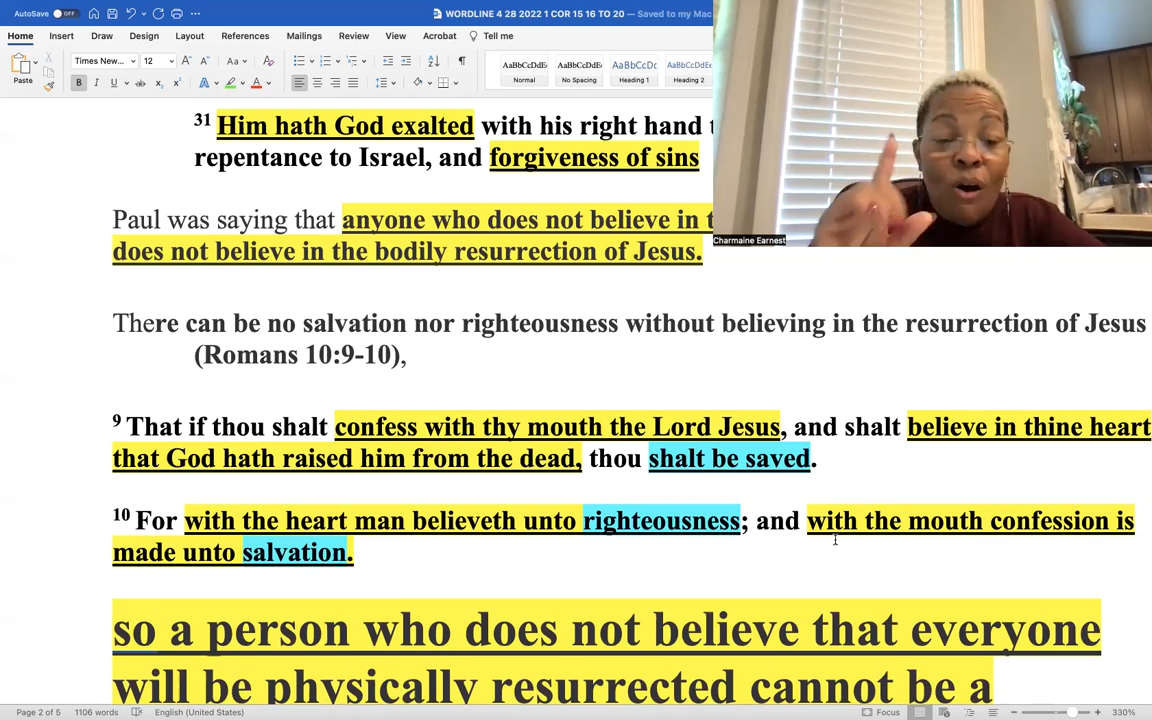 AutoSave OFF
WORDLINE 4 28 2022 1 COR 15 16 TO 20 — Saved to my Mac
Home Insert Draw Design Layout References Mailings Review View Acrobat Tell me
Paste
Times New... 12
AaBbCcDdE AaBbCcDdE AaBbCcDc AaBbCcDdE
Normal No Spacing Heading 1 Heading 2
31 Him hath God exalted with his right hand
repentance to Israel, and forgiveness of sins
Charmaine Earnest
Paul was saying that anyone who does not believe in
does not believe in the bodily resurrection of Jesus.
There can be no salvation nor righteousness without believing in the resurrection of Jesus
(Romans 10:9-10),
9 That if thou shalt confess with thy mouth the Lord Jesus, and shalt believe in thine heart
that God hath raised him from the dead, thou shalt be saved.
10 For with the heart man believeth unto righteousness; and with the mouth confession is
made unto salvation.
so a person who does not believe that everyone
will be physically resurrected cannot be a
Page 2 of 5 1106 words English (United States) Focus 330%